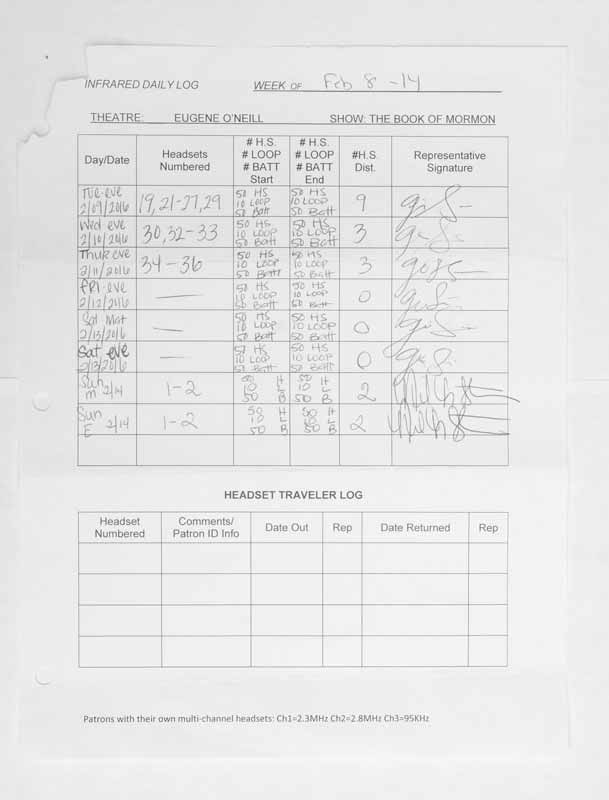 INFRARED DAILY LOG WEEK OF Feb 8 -14
THEATRE: EUGENE O'NEILL SHOW: THE BOOK OF MORMON
Day/Date Headsets Numbered # H.S. # LOOP # BATT Start # H.S. # LOOP # BATT End #H.S. Dist. Representative Signature
Tue eve 2/09/2016 19, 21-27, 29 50 HS 10 LOOP 50 Batt 50 HS 10 LOOP 50 Batt 9
Wed eve 2/10/2016 30, 32-33 50 HS 10 LOOP 50 Batt 50 HS 10 LOOP 50 Batt 3
Thur eve 2/11/2016 34-36 50 HS 10 LOOP 50 Batt 50 HS 10 LOOP 50 Batt 3
FRI eve 2/12/2016 — 50 HS 10 LOOP 50 Batt 50 HS 10 LOOP 50 Batt 0
Sat Mat 2/13/2016 — 50 HS 10 LOOP 50 Batt 50 HS 10 LOOP 50 Batt 0
Sat eve 2/13/2016 — HS 10 LOOP 50 Batt 50 HS 10 LOOP 50 Batt 0
Sun m 2/14 1-2 50 H 10 L 50 B 50 H 10 L 50 B 2
Sun E 2/14 1-2 50 H 10 L 50 B 50 H 10 L 50 B 2
HEADSET TRAVELER LOG
Headset Numbered Comments/ Patron ID Info Date Out Rep Date Returned Rep
Patrons with their own multi-channel headsets: Ch1=2.3MHz Ch2=2.8MHz Ch3=95KHz